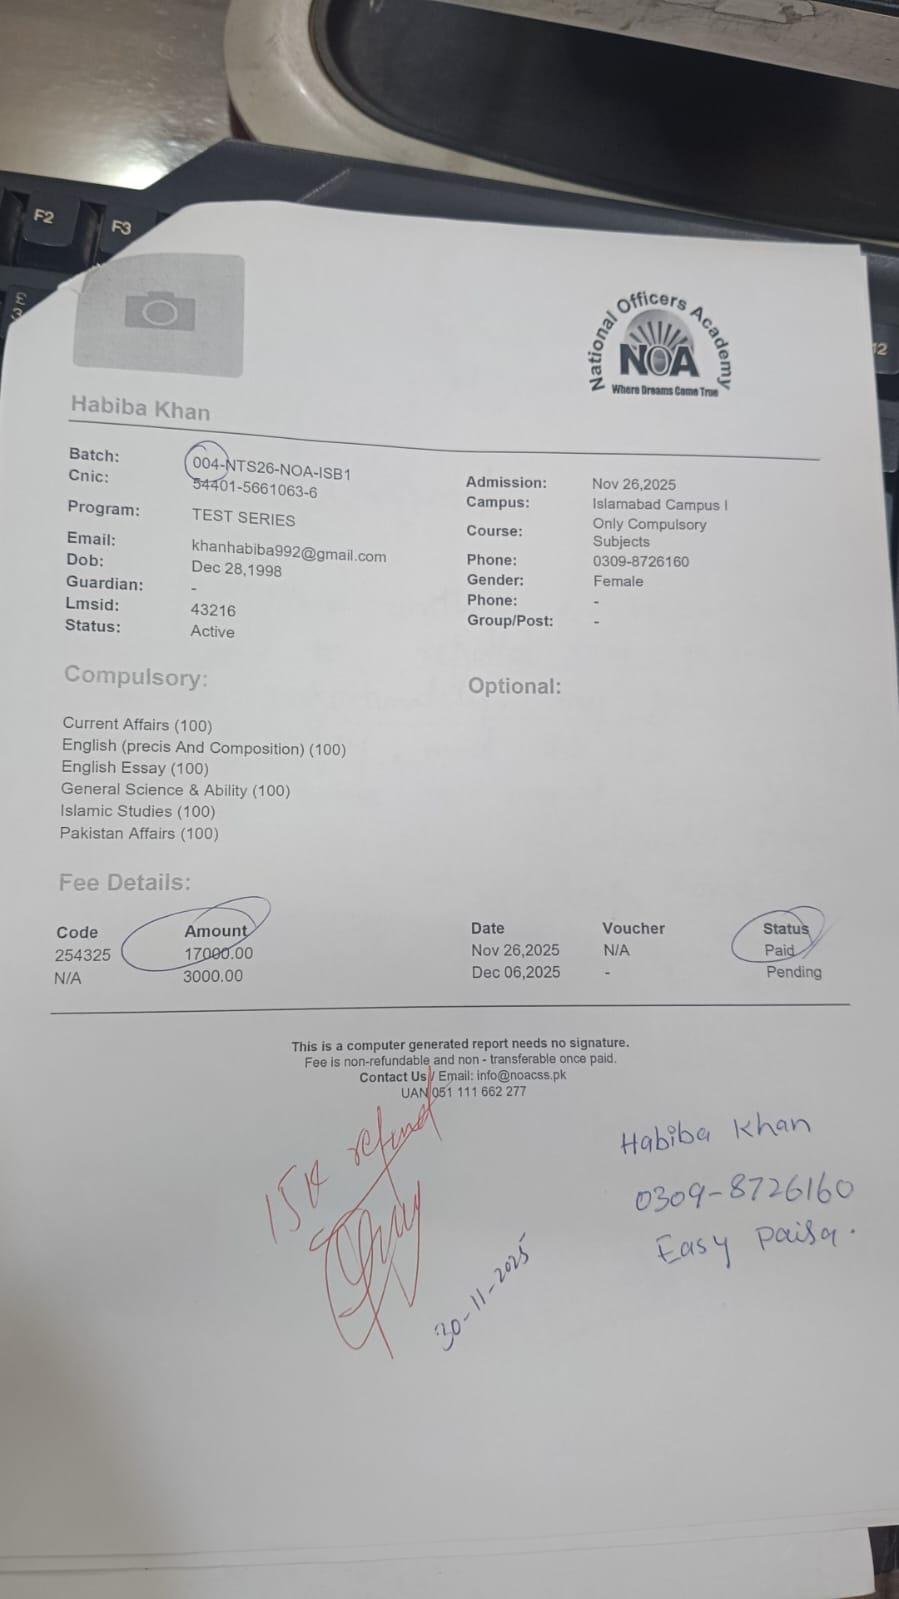 F2
F3
12
National Officers Academy
NOA
Where Dreams Come True
Habiba Khan
Batch: 004-NTS26-NOA-ISB1
Cnic: 54401-5661063-6
Program: TEST SERIES
Email: khanhabiba992@gmail.com
Dob: Dec 28,1998
Guardian: -
Lmsid: 43216
Status: Active
Admission: Nov 26,2025
Campus: Islamabad Campus I
Course: Only Compulsory
Subjects
Phone: 0309-8726160
Gender: Female
Phone: -
Group/Post: -
Compulsory:
Optional:
Current Affairs (100)
English (precis And Composition) (100)
English Essay (100)
General Science & Ability (100)
Islamic Studies (100)
Pakistan Affairs (100)
Fee Details:
Code Amount Date Voucher Status
254325 17000.00 Nov 26,2025 N/A Paid
N/A 3000.00 Dec 06,2025 - Pending
This is a computer generated report needs no signature.
Fee is non-refundable and non - transferable once paid.
Contact Us / Email: info@noacss.pk
UAN 051 111 662 277
15K refund
30-11-2025
Habiba Khan
0309-8726160
Easy paisa.